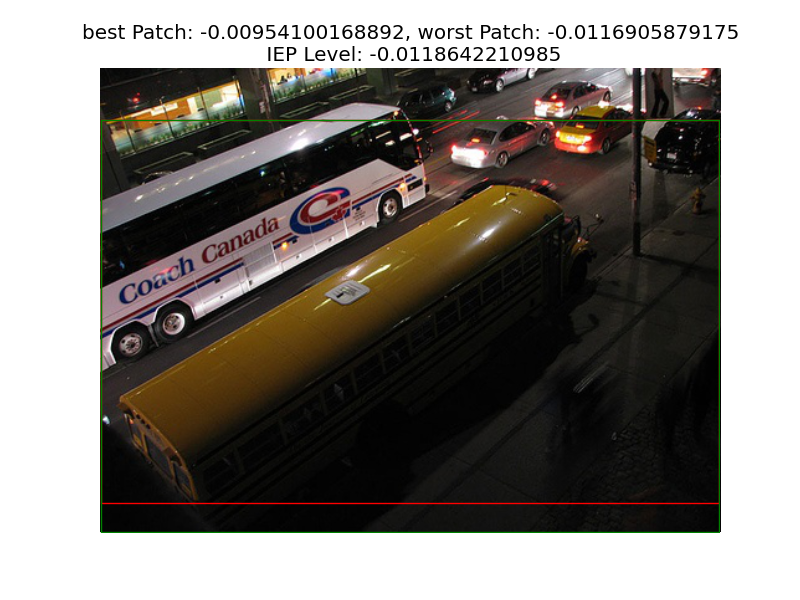 best Patch: -0.00954100168892, worst Patch: -0.0116905879175
IEP Level: -0.0118642210985
Coach Canada